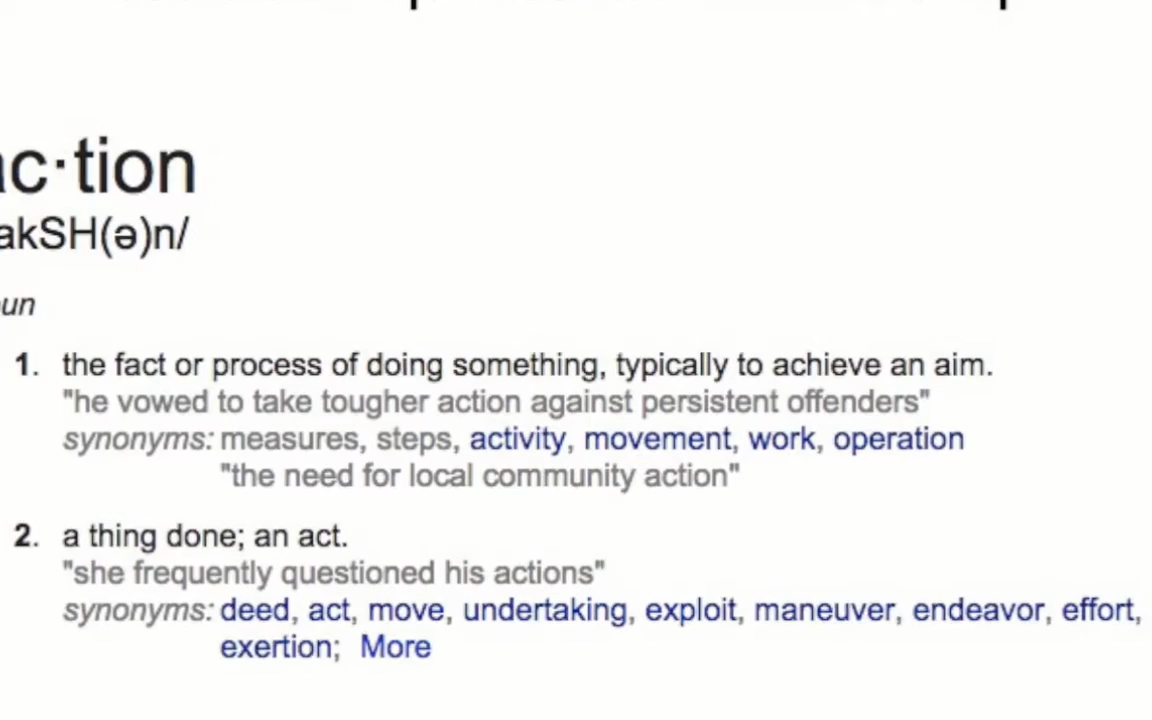 ac·tion
akSH(ə)n/
un
1. the fact or process of doing something, typically to achieve an aim.
"he vowed to take tougher action against persistent offenders"
synonyms: measures, steps, activity, movement, work, operation
"the need for local community action"
2. a thing done; an act.
"she frequently questioned his actions"
synonyms: deed, act, move, undertaking, exploit, maneuver, endeavor, effort,
exertion; More